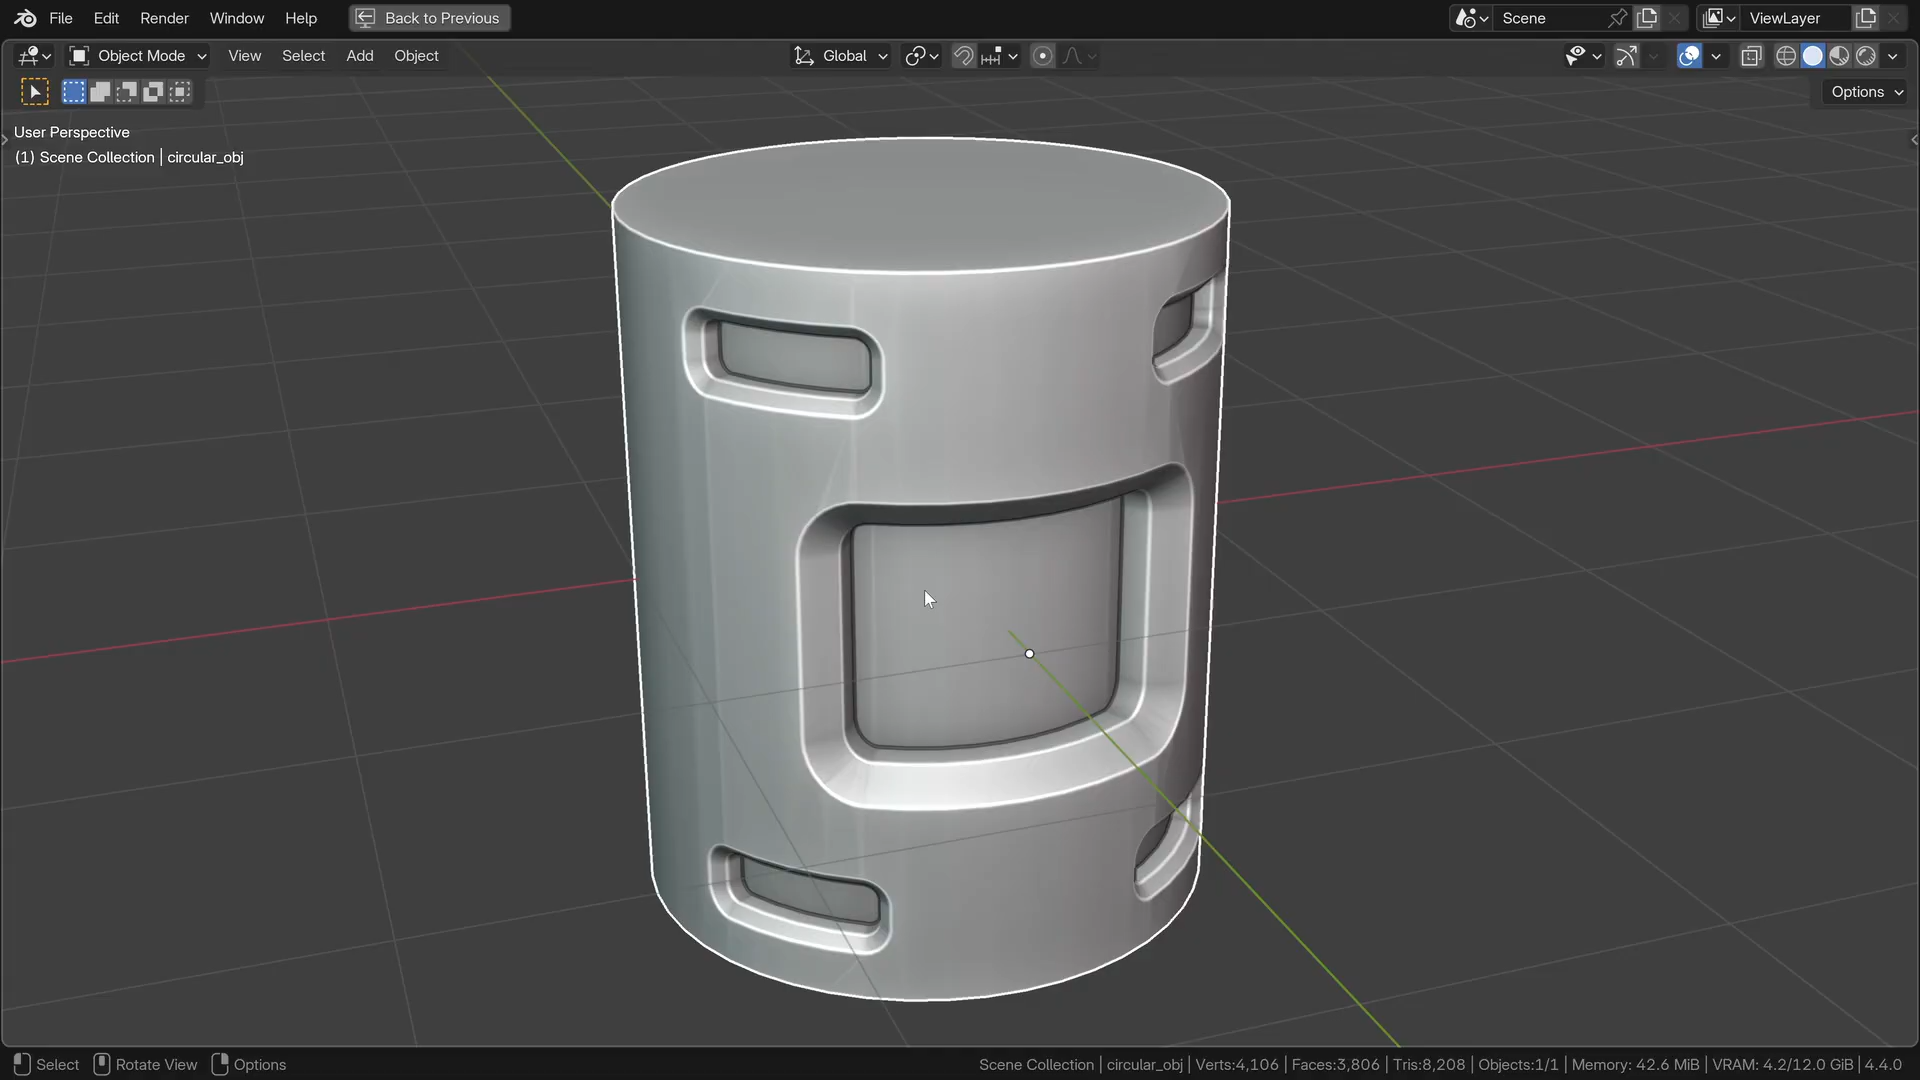 File Edit Render Window Help Back to Previous Scene ViewLayer
Object Mode View Select Add Object Global
Options
User Perspective
(1) Scene Collection | circular_obj
Select Rotate View Options Scene Collection | circular_obj | Verts:4,106 | Faces:3,806 | Tris:8,208 | Objects:1/1 | Memory: 42.6 MiB | VRAM: 4.2/12.0 GiB | 4.4.0